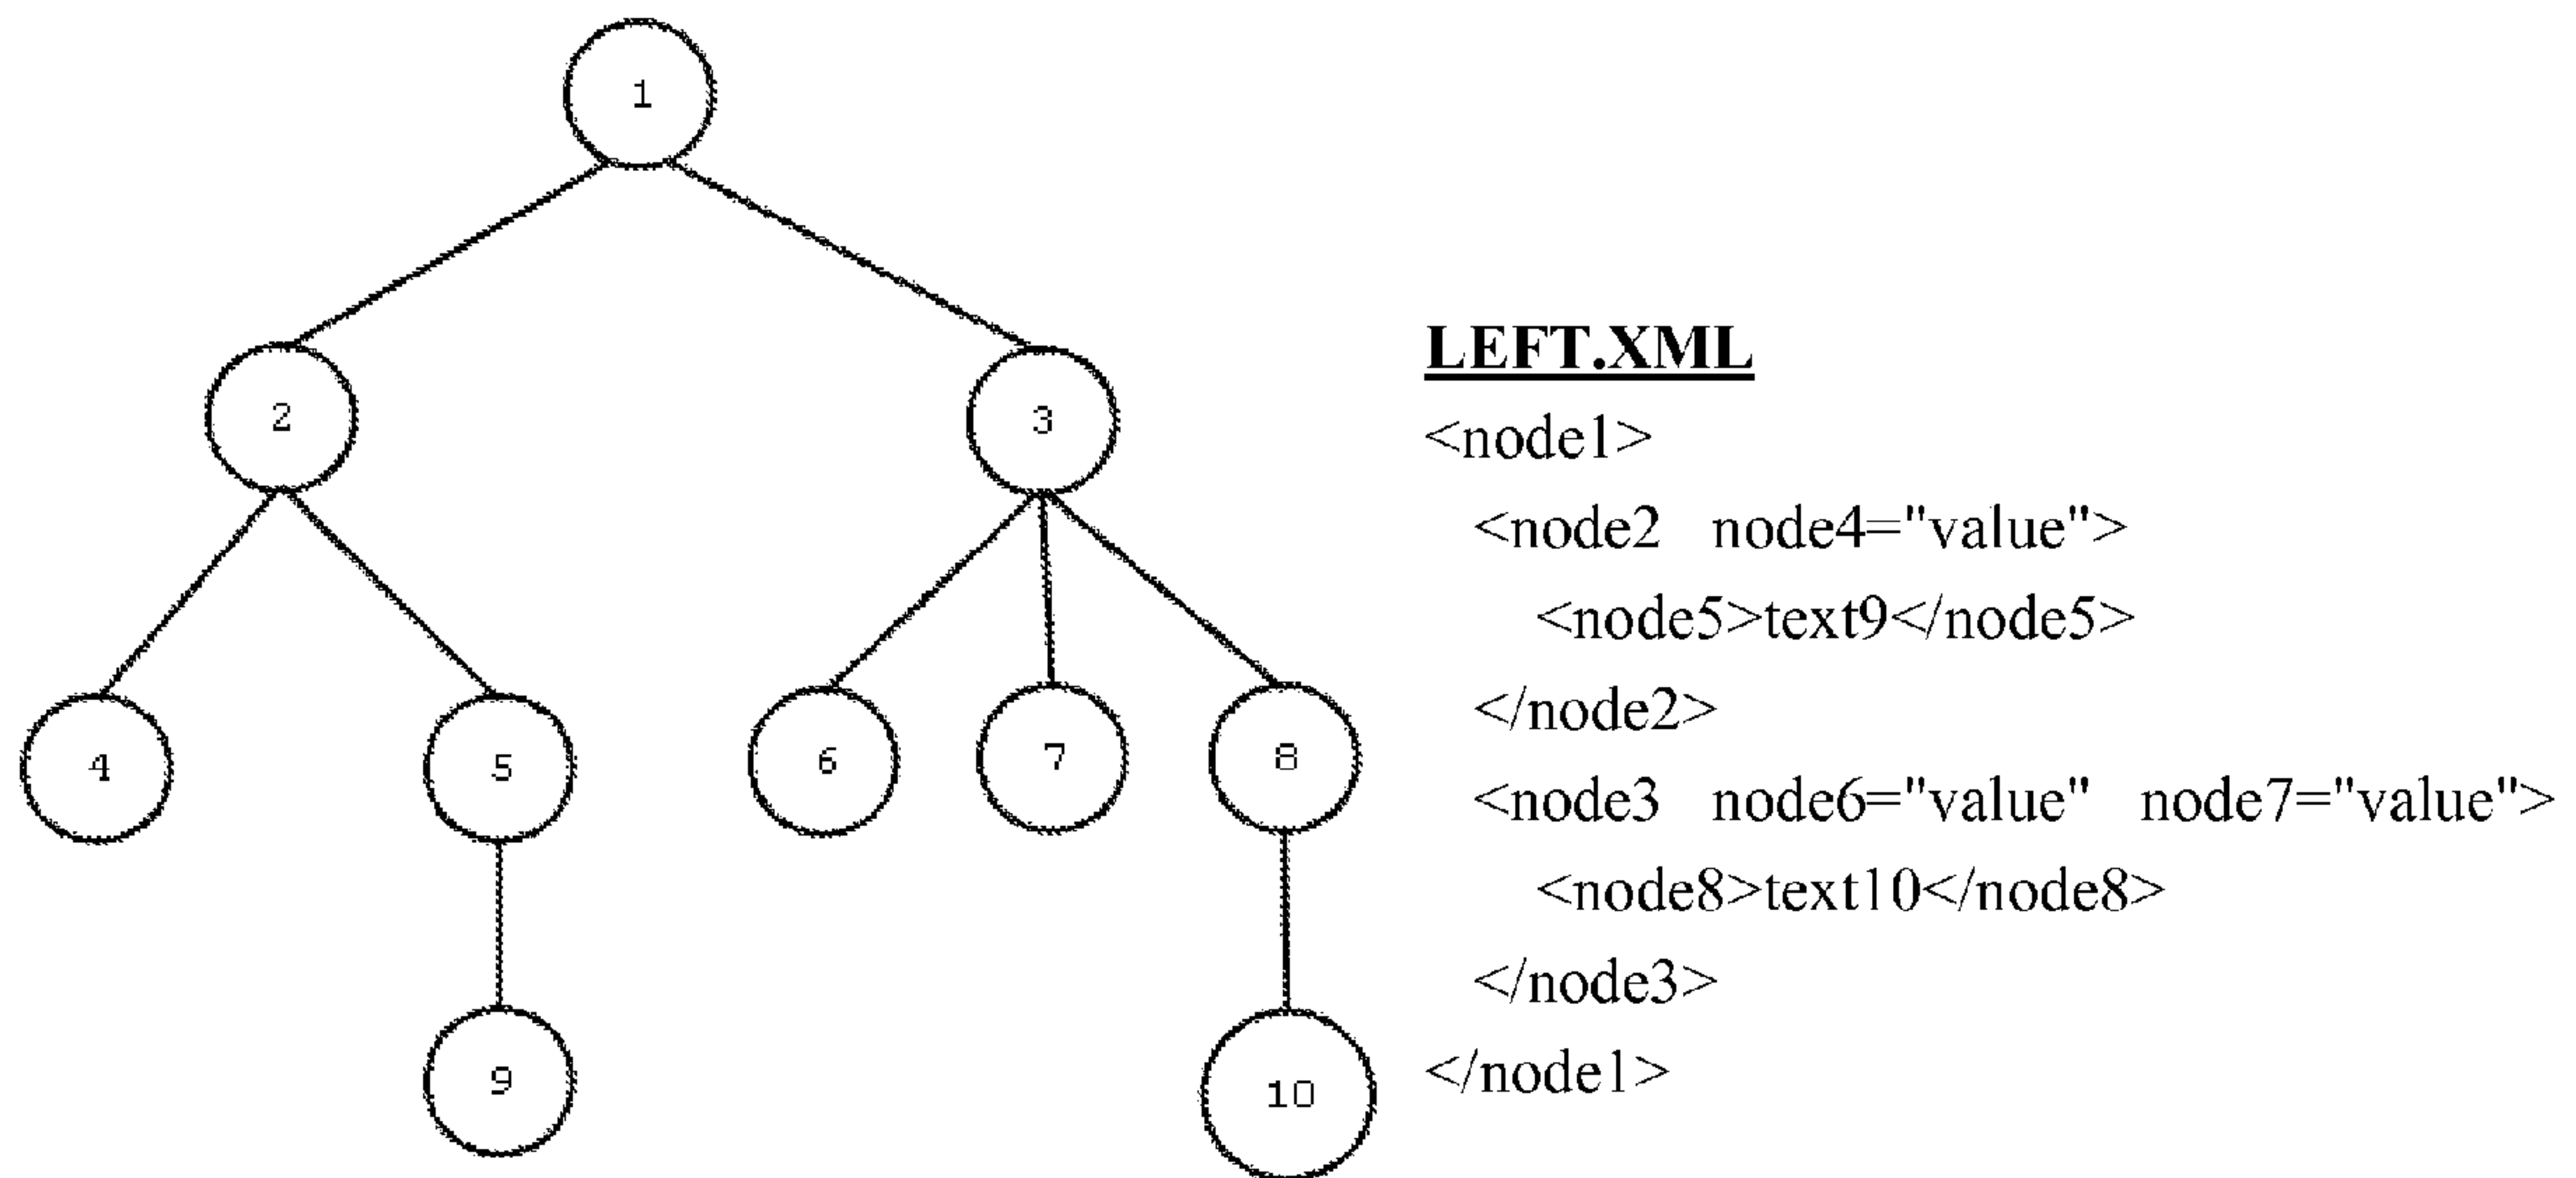 1
2
3
4
5
6
7
8
9
10
LEFT.XML
<node1>
<node2 node4="value">
<node5>text9</node5>
</node2>
<node3 node6="value" node7="value">
<node8>text10</node8>
</node3>
</node1>